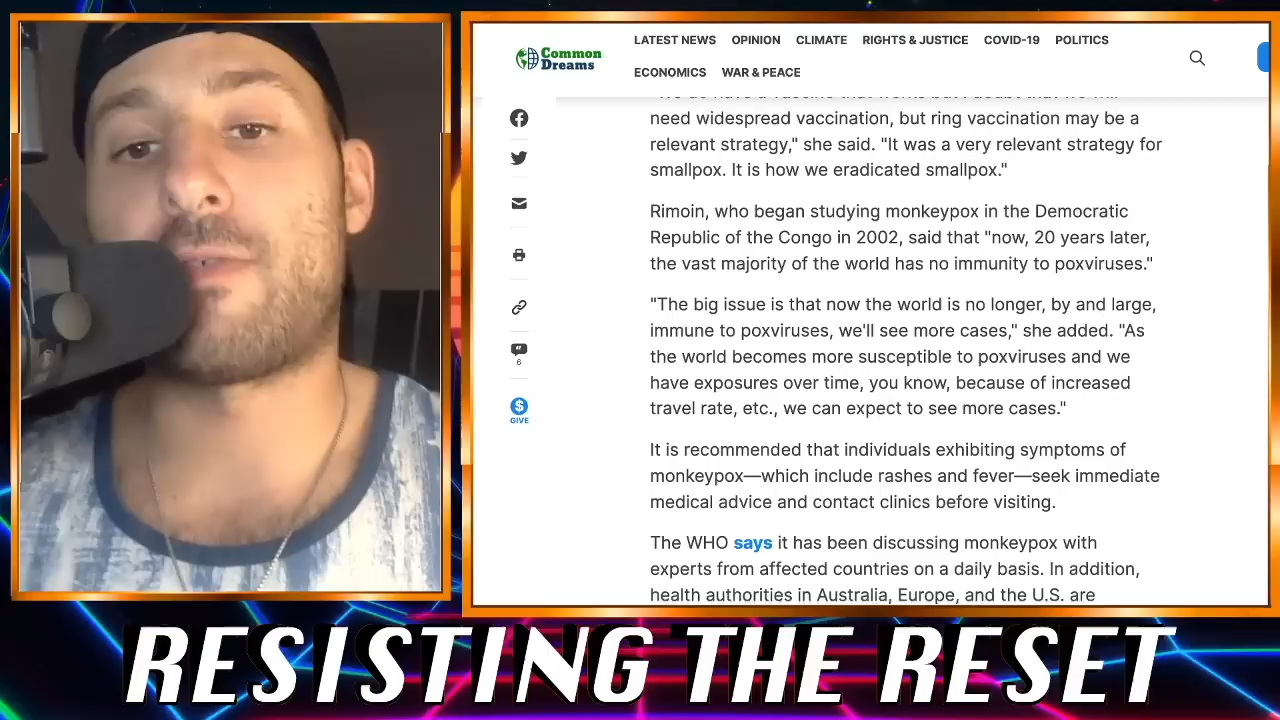 Common
Dreams
LATEST NEWS OPINION CLIMATE RIGHTS & JUSTICE COVID-19 POLITICS
ECONOMICS WAR & PEACE
need widespread vaccination, but ring vaccination may be a
relevant strategy," she said. "It was a very relevant strategy for
smallpox. It is how we eradicated smallpox."
Rimoin, who began studying monkeypox in the Democratic
Republic of the Congo in 2002, said that "now, 20 years later,
the vast majority of the world has no immunity to poxviruses."
"The big issue is that now the world is no longer, by and large,
immune to poxviruses, we'll see more cases," she added. "As
the world becomes more susceptible to poxviruses and we
have exposures over time, you know, because of increased
travel rate, etc., we can expect to see more cases."
It is recommended that individuals exhibiting symptoms of
monkeypox—which include rashes and fever—seek immediate
medical advice and contact clinics before visiting.
The WHO says it has been discussing monkeypox with
experts from affected countries on a daily basis. In addition,
health authorities in Australia, Europe, and the U.S. are
6
GIVE
RESISTING THE RESET